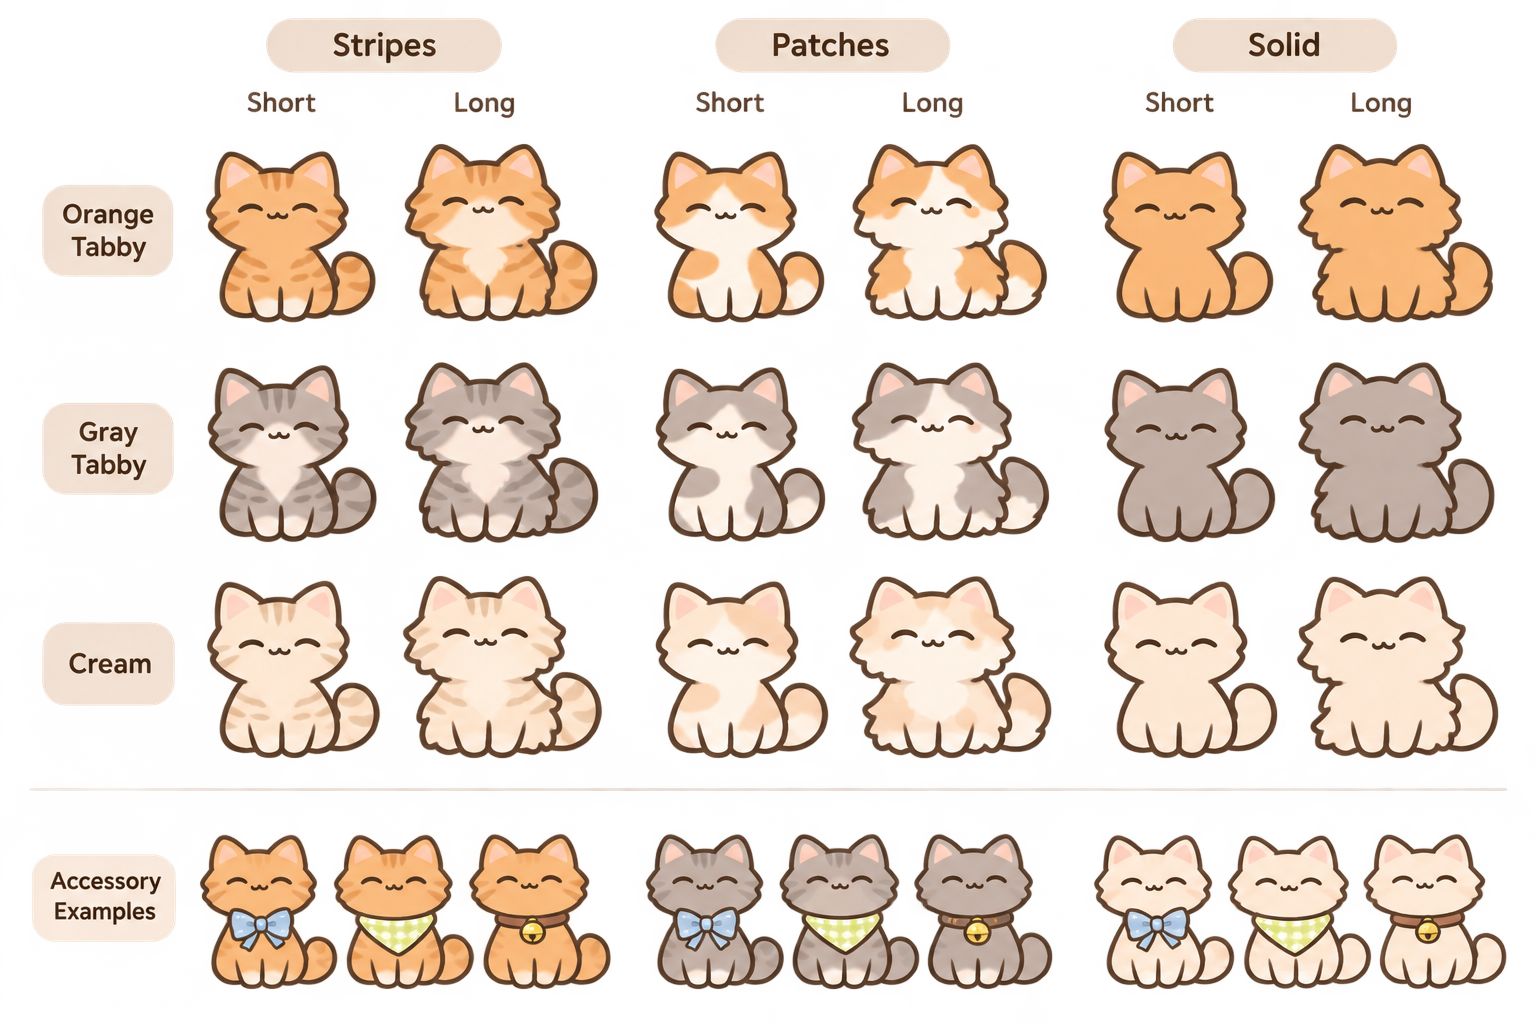 Stripes
Patches
Solid
Short
Long
Short
Long
Short
Long
Orange
Tabby
Gray
Tabby
Cream
Accessory
Examples